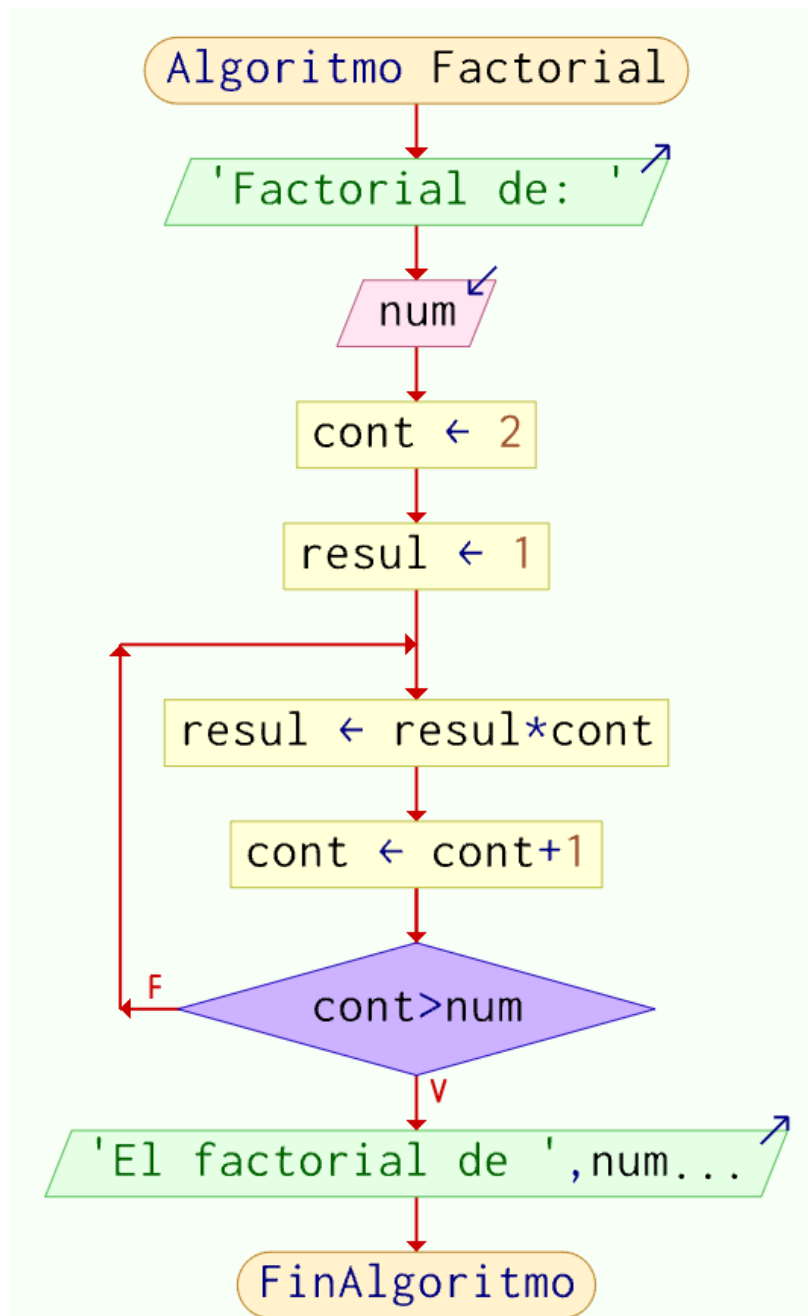 Algoritmo Factorial
'Factorial de: '
num
cont ← 2
resul ← 1
resul ← resul*cont
cont ← cont+1
F
cont>num
V
'El factorial de ',num...
FinAlgoritmo